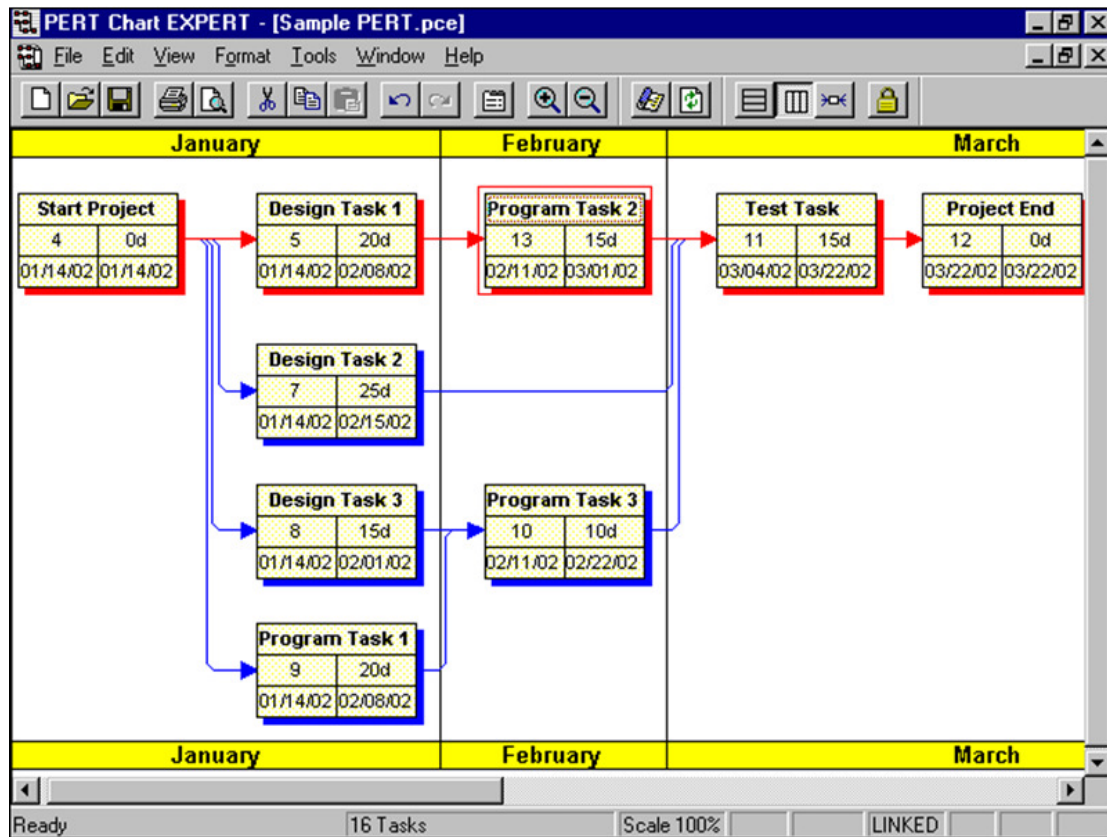 PERT Chart EXPERT - [Sample PERT.pce]
File Edit View Format Tools Window Help
January February March
Start Project Design Task 1 Program Task 2 Test Task Project End
4 0d 5 20d 13 15d 11 15d 12 0d
01/14/02 01/14/02 01/14/02 02/08/02 02/11/02 03/01/02 03/04/02 03/22/02 03/22/02 03/22/02
Design Task 2
7 25d
01/14/02 02/15/02
Design Task 3 Program Task 3
8 15d 10 10d
01/14/02 02/01/02 02/11/02 02/22/02
Program Task 1
9 20d
01/14/02 02/08/02
January February March
Ready 16 Tasks Scale 100% LINKED